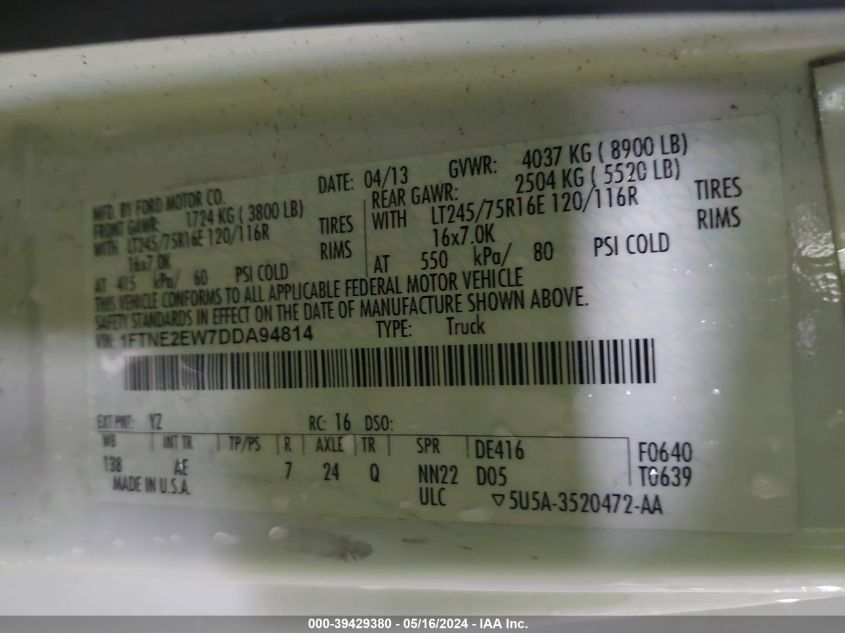 MFD. BY FORD MOTOR CO.
DATE: 04/13 GVWR: 4037 KG ( 8900 LB)
FRONT GAWR: 1724 KG ( 3800 LB)
REAR GAWR: 2504 KG ( 5520 LB)
WITH LT245/75R16E 120/116R TIRES
WITH LT245/75R16E 120/116R TIRES
16x7.0K RIMS
16x7.0K RIMS
AT 415 kPa/ 60 PSI COLD
AT 550 kPa/ 80 PSI COLD
THIS VEHICLE CONFORMS TO ALL APPLICABLE FEDERAL MOTOR VEHICLE
SAFETY STANDARDS IN EFFECT ON THE DATE OF MANUFACTURE SHOWN ABOVE.
VIN: 1FTNE2EW7DDA94814 TYPE: Truck
EXT PNT: YZ RC: 16 DSO:
WB INT TR TP/PS R AXLE TR SPR DE416 F0640
138 AE 7 24 Q NN22 D05 T0639
MADE IN U.S.A. ULC ▽5U5A-3520472-AA
000-39429380 - 05/16/2024 - IAA Inc.